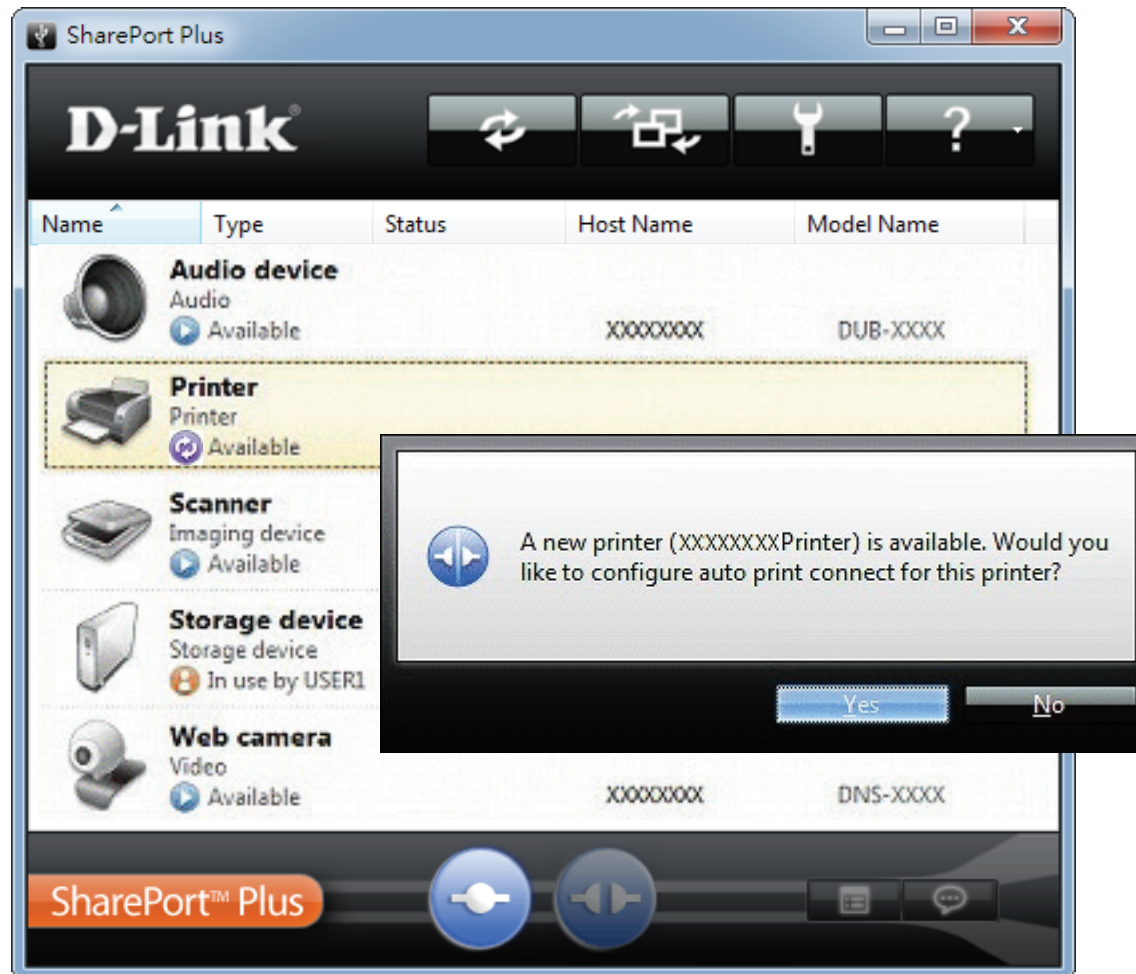 SharePort Plus
D-Link®
?
Name Type Status Host Name Model Name
Audio device
Audio
Available XXXXXXXX DUB-XXXX
Printer
Printer
Available
Scanner
Imaging device
Available
Storage device
Storage device
In use by USER1
Web camera
Video
Available XXXXXXXX DNS-XXXX
A new printer (XXXXXXXXPrinter) is available. Would you
like to configure auto print connect for this printer?
Yes No
SharePort™ Plus